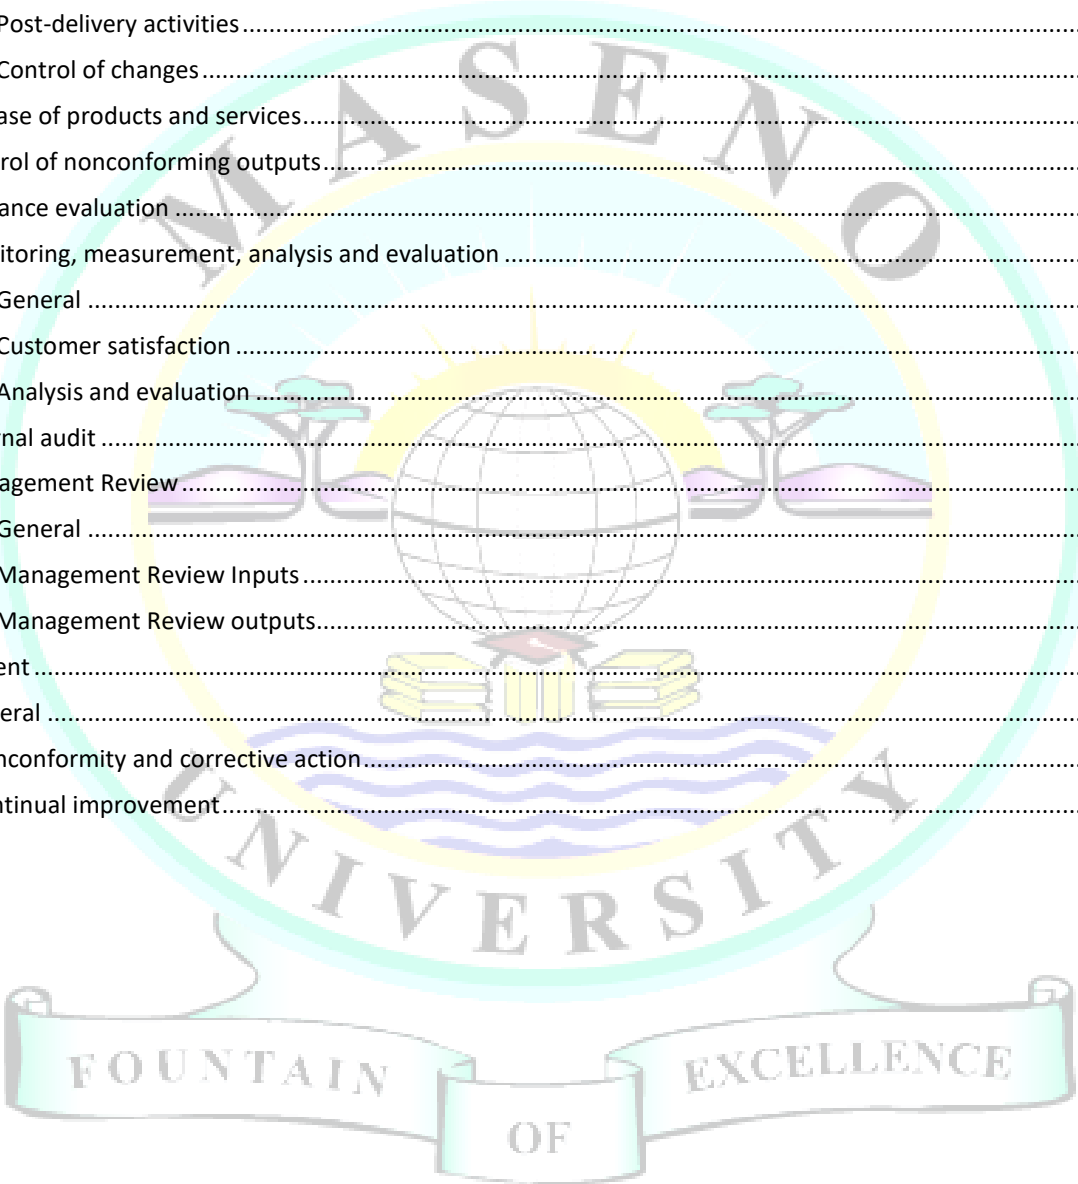 Post-delivery activities ........................................................................................................
Control of changes ........................................................................................................
ase of products and services ........................................................................................................
rol of nonconforming outputs ........................................................................................................
ance evaluation ........................................................................................................
itoring, measurement, analysis and evaluation ........................................................................................................
General ........................................................................................................
Customer satisfaction ........................................................................................................
Analysis and evaluation ........................................................................................................
rnal audit ........................................................................................................
agement Review ........................................................................................................
General ........................................................................................................
Management Review Inputs ........................................................................................................
Management Review outputs ........................................................................................................
ent ........................................................................................................
eral ........................................................................................................
nconformity and corrective action ........................................................................................................
ntinual improvement ........................................................................................................
MASENO
UNIVERSITY
FOUNTAIN
OF
EXCELLENCE